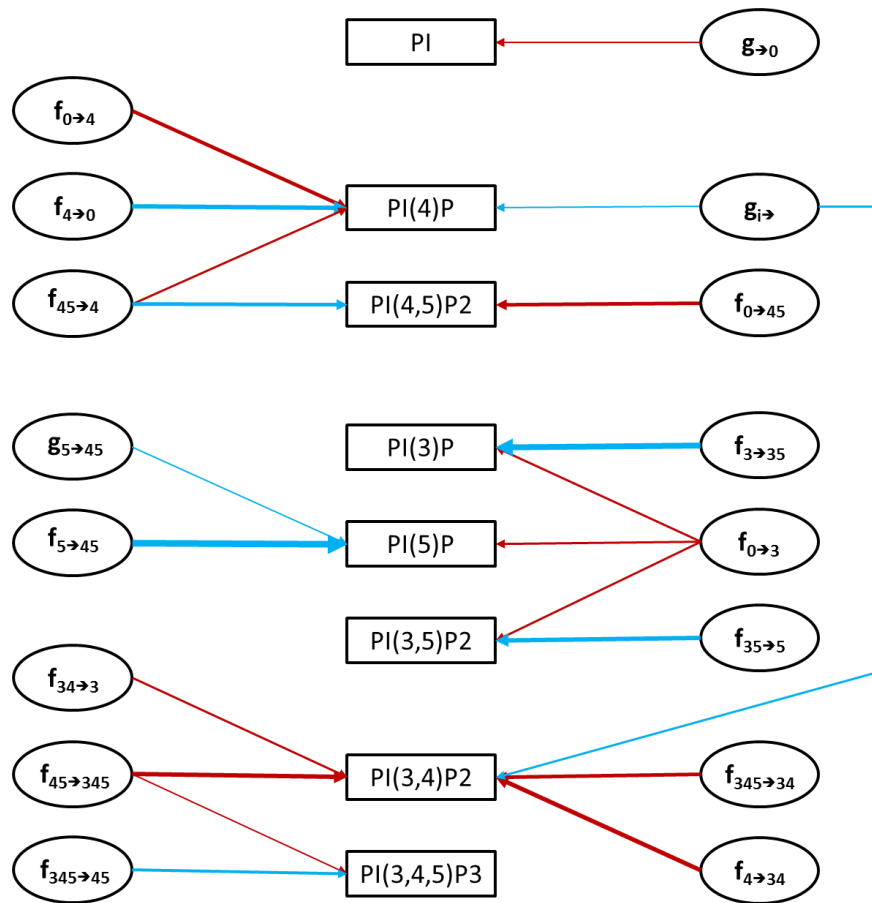 PI
g→0
f0→4
f4→0
PI(4)P
gi→
f45→4
PI(4,5)P2
f0→45
g5→45
PI(3)P
f3→35
f5→45
PI(5)P
f0→3
PI(3,5)P2
f35→5
f34→3
f45→345
PI(3,4)P2
f345→34
f345→45
PI(3,4,5)P3
f4→34